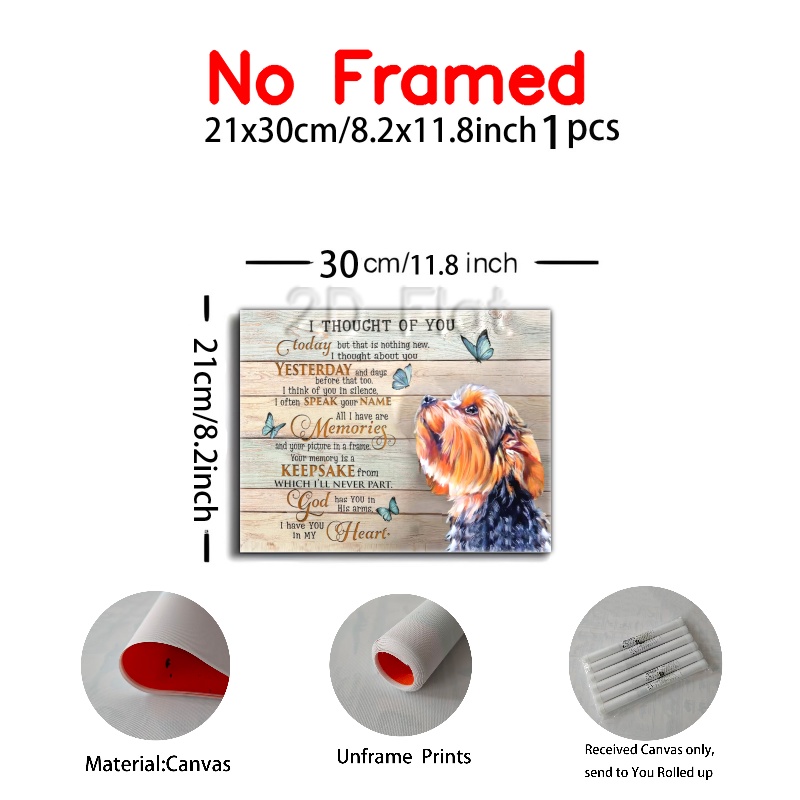 No Framed
21x30cm/8.2x11.8inch 1 pcs
30 cm/11.8 inch
2D Flat
21cm/8.2inch
I THOUGHT OF YOU
today but that is nothing new.
I thought about you
YESTERDAY and days
before that too.
I think of you in silence,
I often SPEAK your NAME
All I have are
Memories
and your picture in a frame.
Your memory is a
KEEPSAKE from
WHICH I'LL NEVER PART.
God has YOU in
His arms,
I have YOU
in MY Heart.
Material:Canvas
Unframe Prints
Received Canvas only,
send to You Rolled up